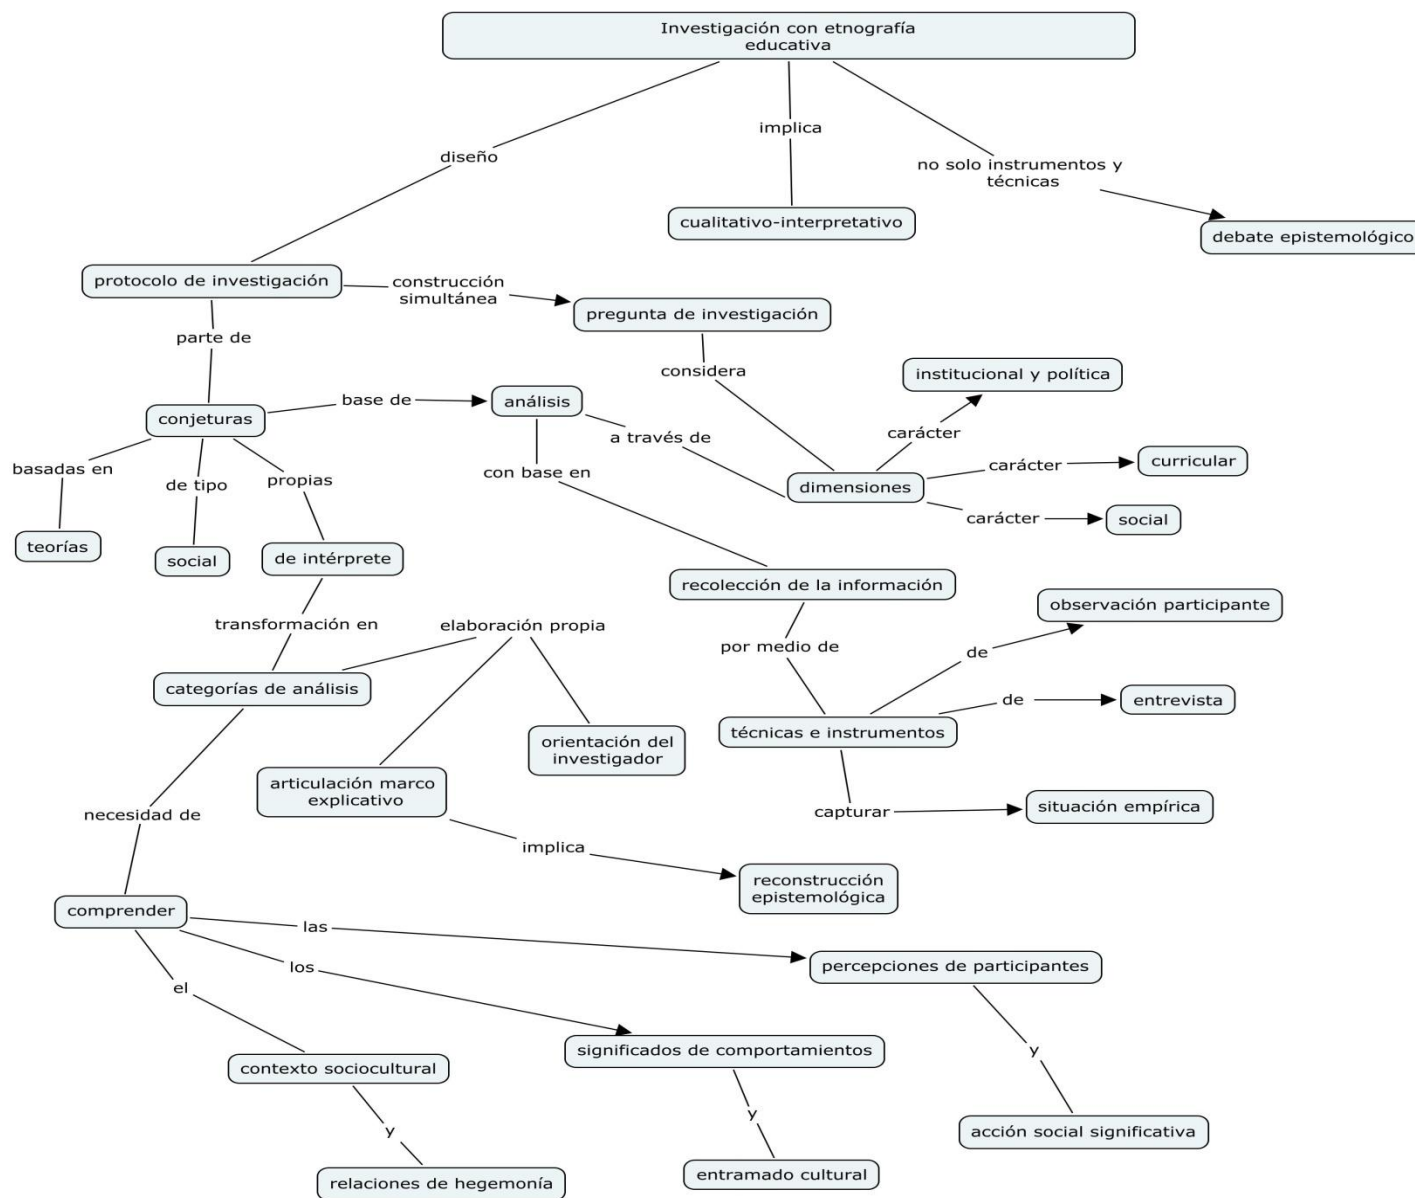 Investigación con etnografía
educativa
implica
diseño
no solo instrumentos y
técnicas
cualitativo-interpretativo
debate epistemológico
protocolo de investigación
construcción
simultánea
pregunta de investigación
parte de
considera
institucional y política
conjeturas
base de
análisis
a través de
carácter
basadas en
de tipo
propias
con base en
dimensiones
carácter
curricular
carácter
social
teorías
social
de intérprete
recolección de la información
observación participante
transformación en
elaboración propia
por medio de
de
categorías de análisis
de
entrevista
orientación del
investigador
técnicas e instrumentos
articulación marco
explicativo
necesidad de
capturar
situación empírica
implica
reconstrucción
epistemológica
comprender
las
percepciones de participantes
los
el
significados de comportamientos
contexto sociocultural
y
y
y
acción social significativa
relaciones de hegemonía
entramado cultural